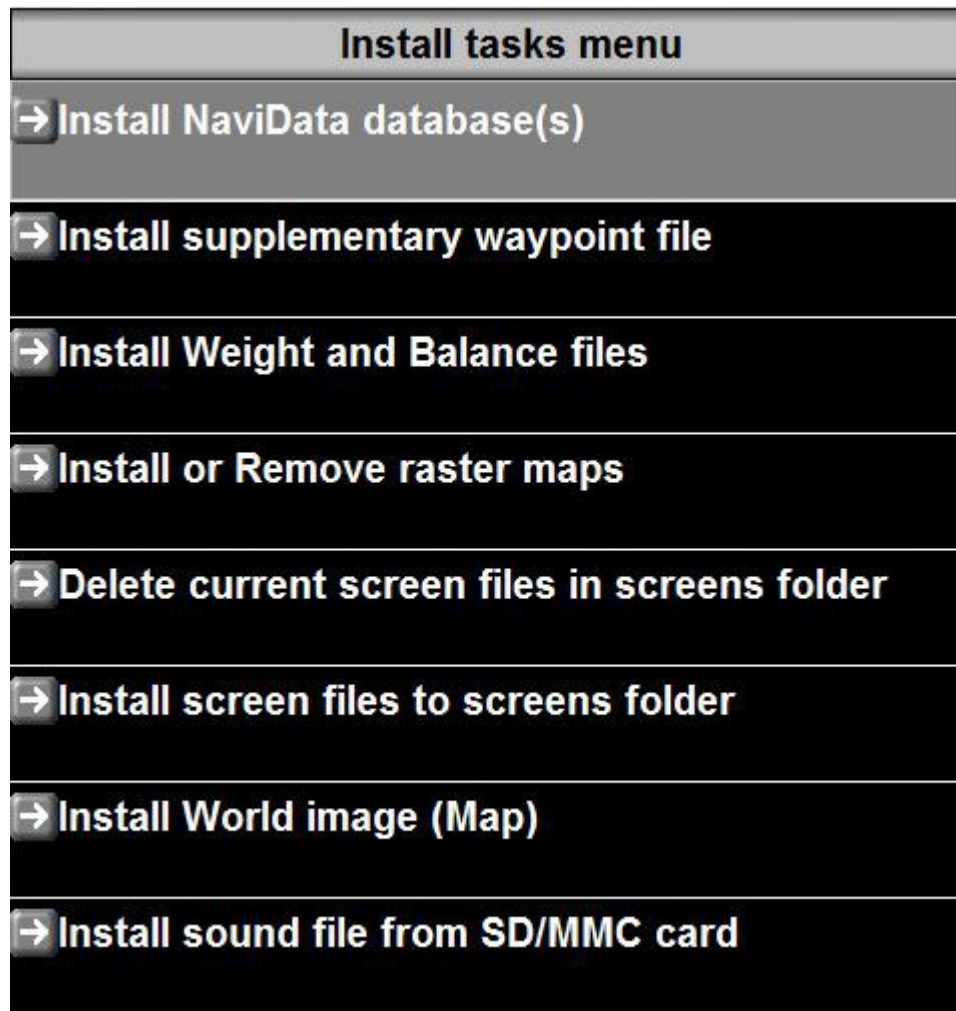 Install tasks menu
Install NaviData database(s)
Install supplementary waypoint file
Install Weight and Balance files
Install or Remove raster maps
Delete current screen files in screens folder
Install screen files to screens folder
Install World image (Map)
Install sound file from SD/MMC card